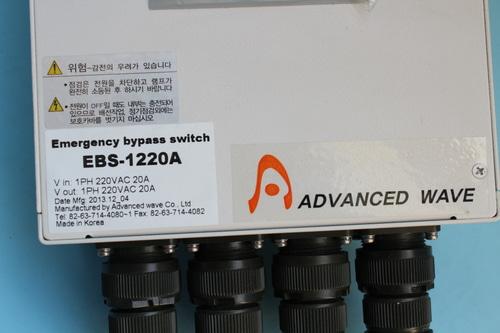 위험-감전의 우려가 있습니다
• 점검은 전원을 차단하고 램프가
완전히 소등된 후 하시기 바랍니다
• 전원이 OFF일 때도 내부는 충전되어
있으므로 배선작업, 정기점검외에는
보호카바를 벗기지 마십시오
Emergency bypass switch
EBS-1220A
V in: 1PH 220VAC 20A
V out: 1PH 220VAC 20A
Date Mfg: 2013.12_04
Manufactured by Advanced wave Co., Ltd
Tel: 82-63-714-4080~1 Fax: 82-63-714-4082
Made in Korea
ADVANCED WAVE